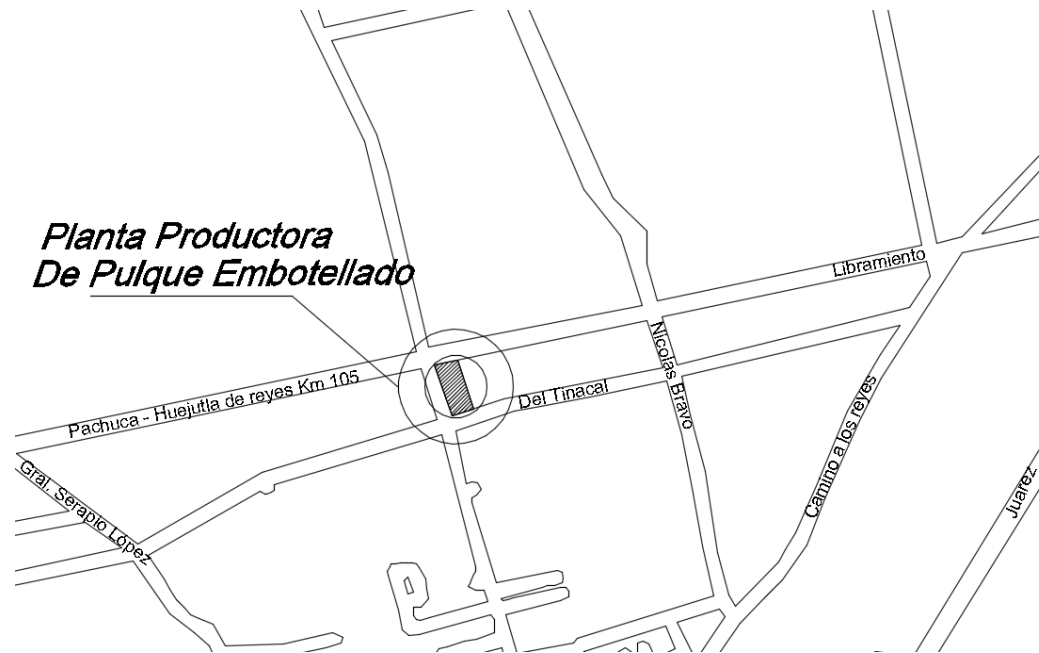 Planta Productora
De Pulque Embotellado
Libramiento
Nicolas Bravo
Pachuca - Huejutla de reyes Km 105
Del Tinacal
Camino a los reyes
Gral. Serapio López
Juarez